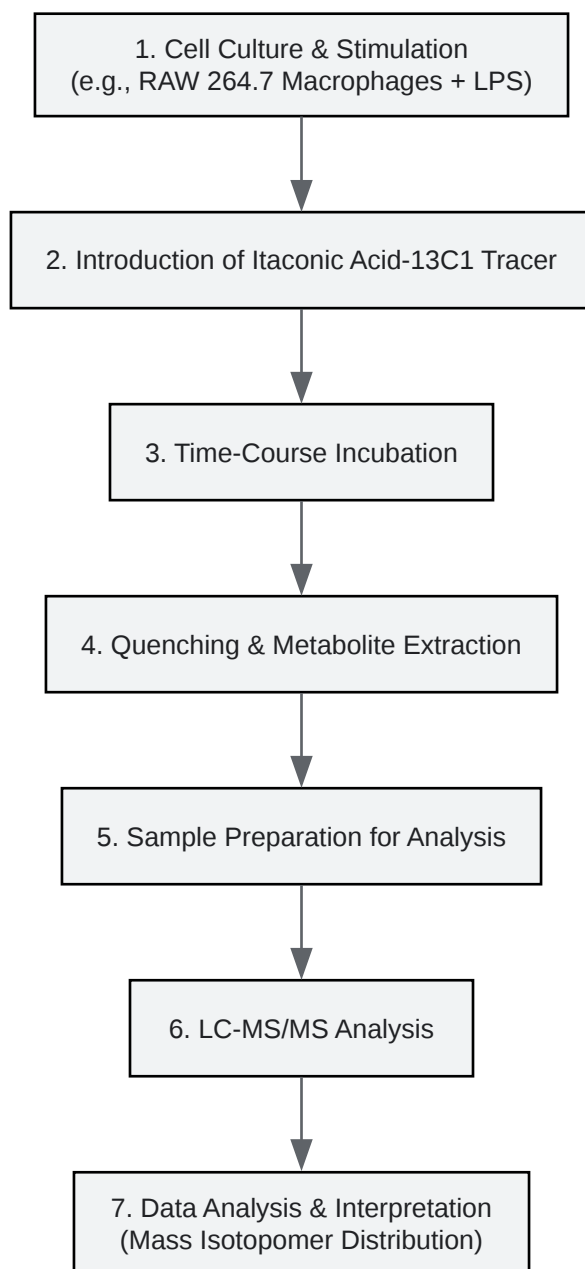 1. Cell Culture & Stimulation
(e.g., RAW 264.7 Macrophages + LPS)
2. Introduction of Itaconic Acid-13C1 Tracer
3. Time-Course Incubation
4. Quenching & Metabolite Extraction
5. Sample Preparation for Analysis
6. LC-MS/MS Analysis
7. Data Analysis & Interpretation
(Mass Isotopomer Distribution)